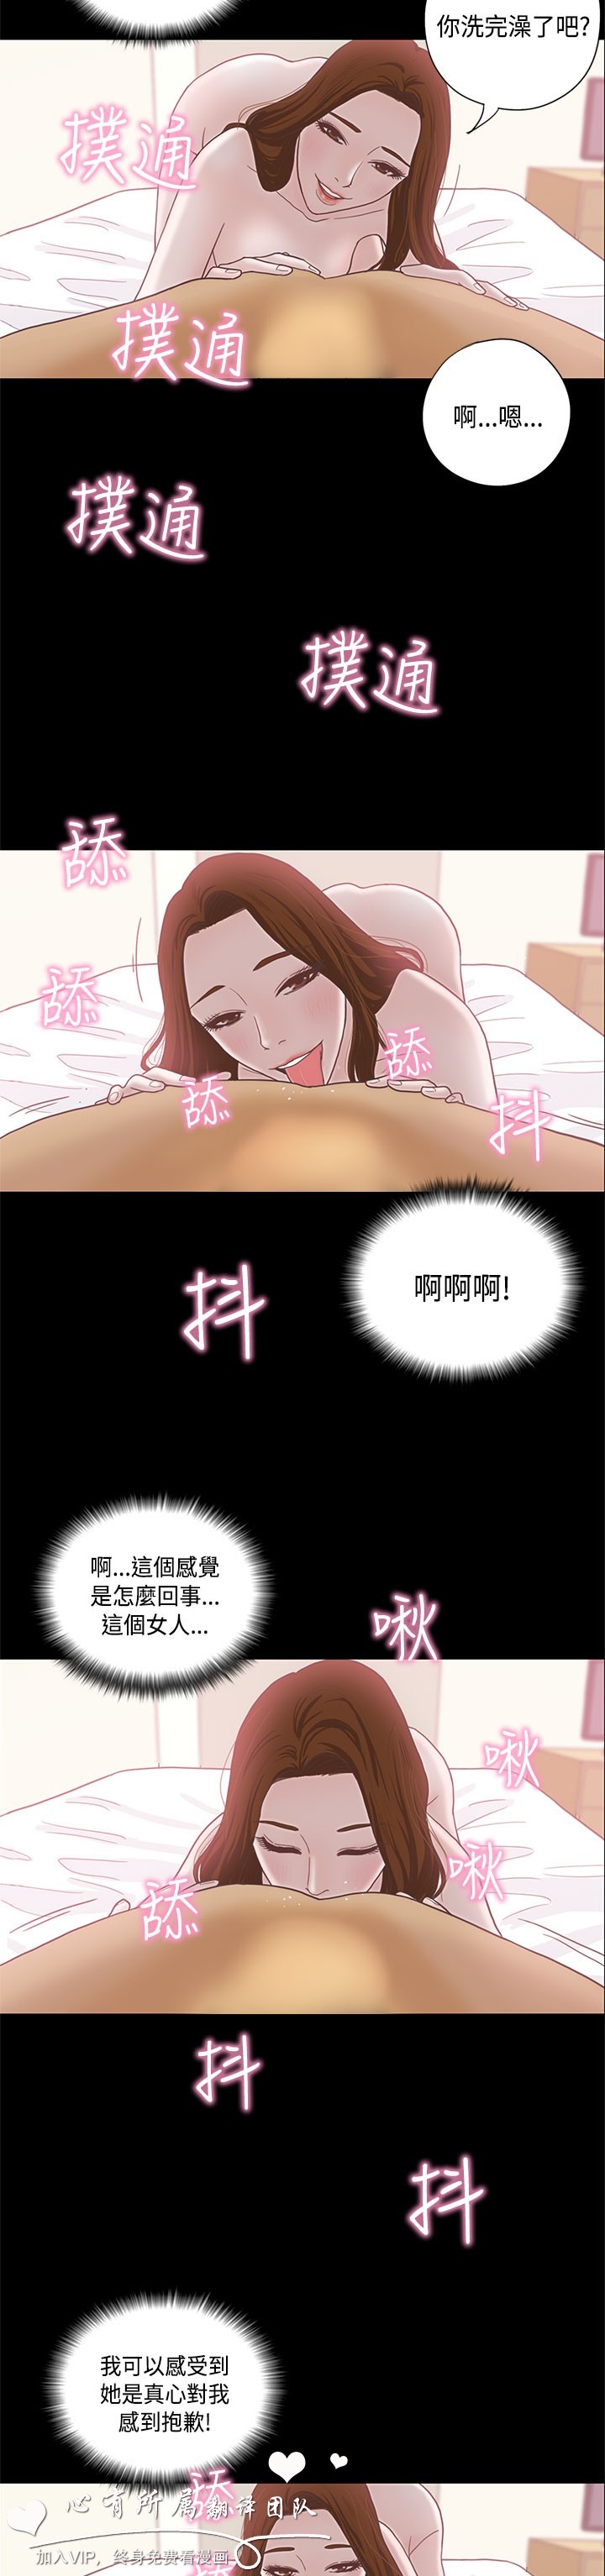 你洗完澡了吧?
撲通
撲通
啊...嗯...
撲通
撲通
舔
舔
舔
舔
抖
啊啊啊!
抖
啊...這個感覺
是怎麼回事...
這個女人...
啾
啾
啾
舔
抖
抖
我可以感受到
她是真心對我
感到抱歉!
舔
心有所属翻译团队
加入VIP，终身免费看漫画